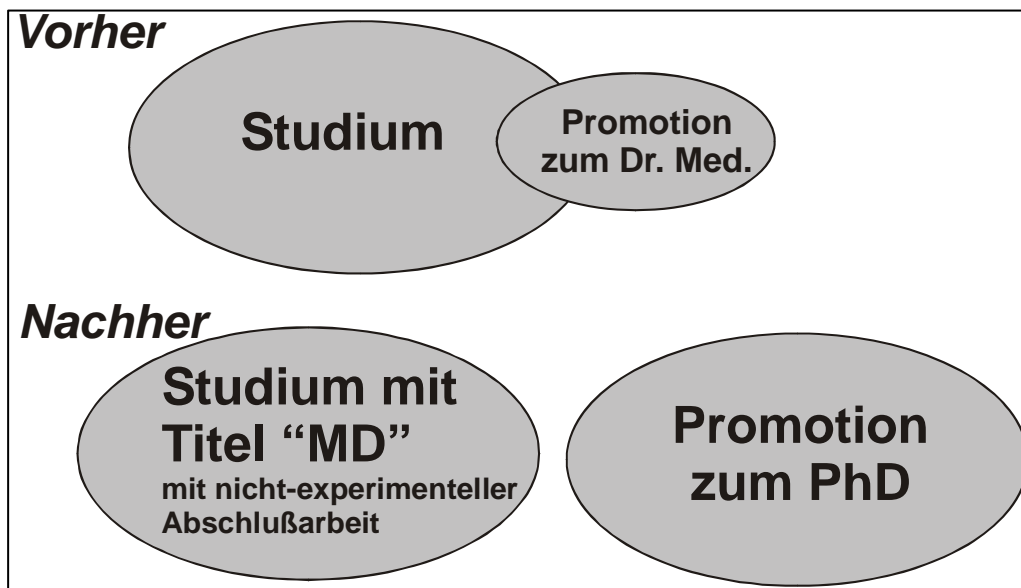 Vorher
Studium
Promotion
zum Dr. Med.
Nachher
Studium mit
Titel “MD”
mit nicht-experimenteller
Abschlußarbeit
Promotion
zum PhD